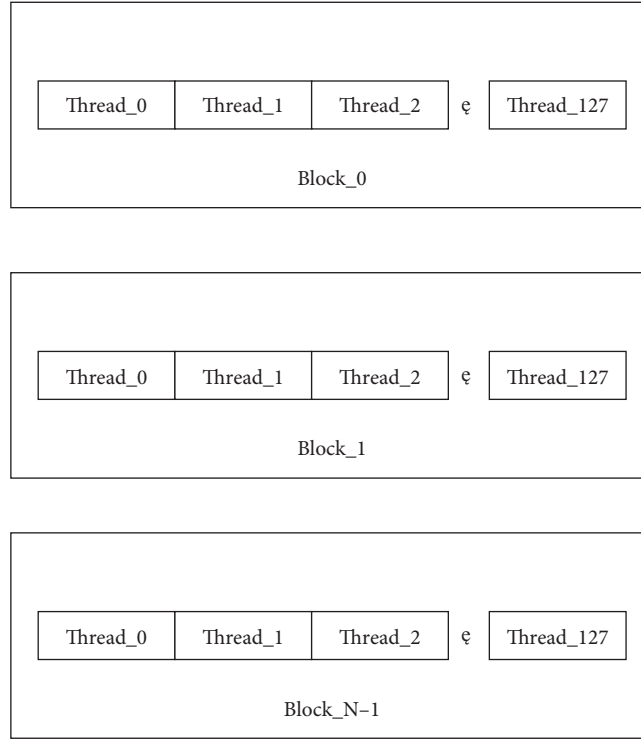 Thread_0 Thread_1 Thread_2 ę Thread_127
Block_0
Thread_0 Thread_1 Thread_2 ę Thread_127
Block_1
Thread_0 Thread_1 Thread_2 ę Thread_127
Block_N–1